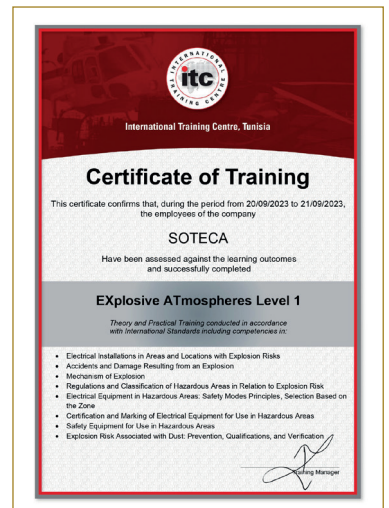 INTERNATIONAL
itc
TRAINING CENTRE
International Training Centre, Tunisia
Certificate of Training
This certificate confirms that, during the period from 20/09/2023 to 21/09/2023,
the employees of the company
SOTECA
Have been assessed against the learning outcomes
and successfully completed
EXplosive ATmospheres Level 1
Theory and Practical Training conducted in accordance
with International Standards including competencies in:
• Electrical Installations in Areas and Locations with Explosion Risks
• Accidents and Damage Resulting from an Explosion
• Mechanism of Explosion
• Regulations and Classification of Hazardous Areas in Relation to Explosion Risk
• Electrical Equipment in Hazardous Areas: Safety Modes Principles, Selection Based on
the Zone
• Certification and Marking of Electrical Equipment for Use in Hazardous Areas
• Safety Equipment for Use in Hazardous Areas
• Explosion Risk Associated with Dust: Prevention, Qualifications, and Verification
Training Manager